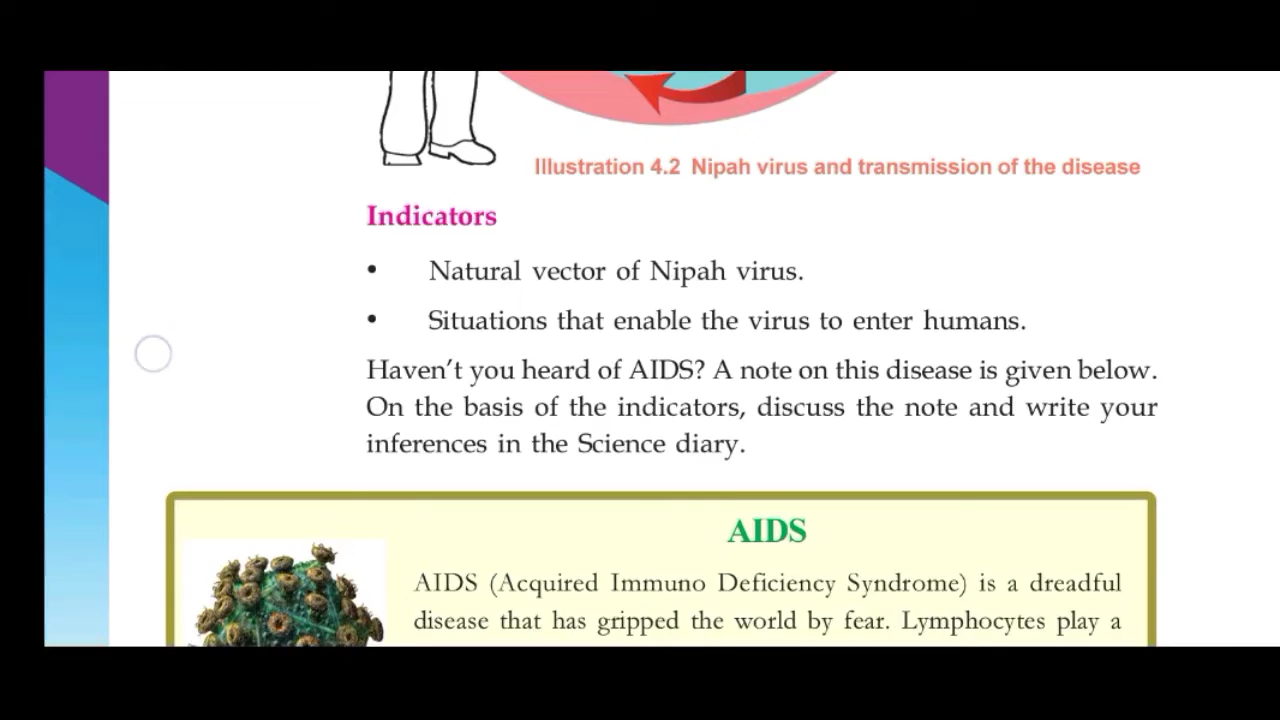 Illustration 4.2 Nipah virus and transmission of the disease
Indicators
• Natural vector of Nipah virus.
• Situations that enable the virus to enter humans.
Haven't you heard of AIDS? A note on this disease is given below.
On the basis of the indicators, discuss the note and write your
inferences in the Science diary.
AIDS
AIDS (Acquired Immuno Deficiency Syndrome) is a dreadful
disease that has gripped the world by fear. Lymphocytes play a